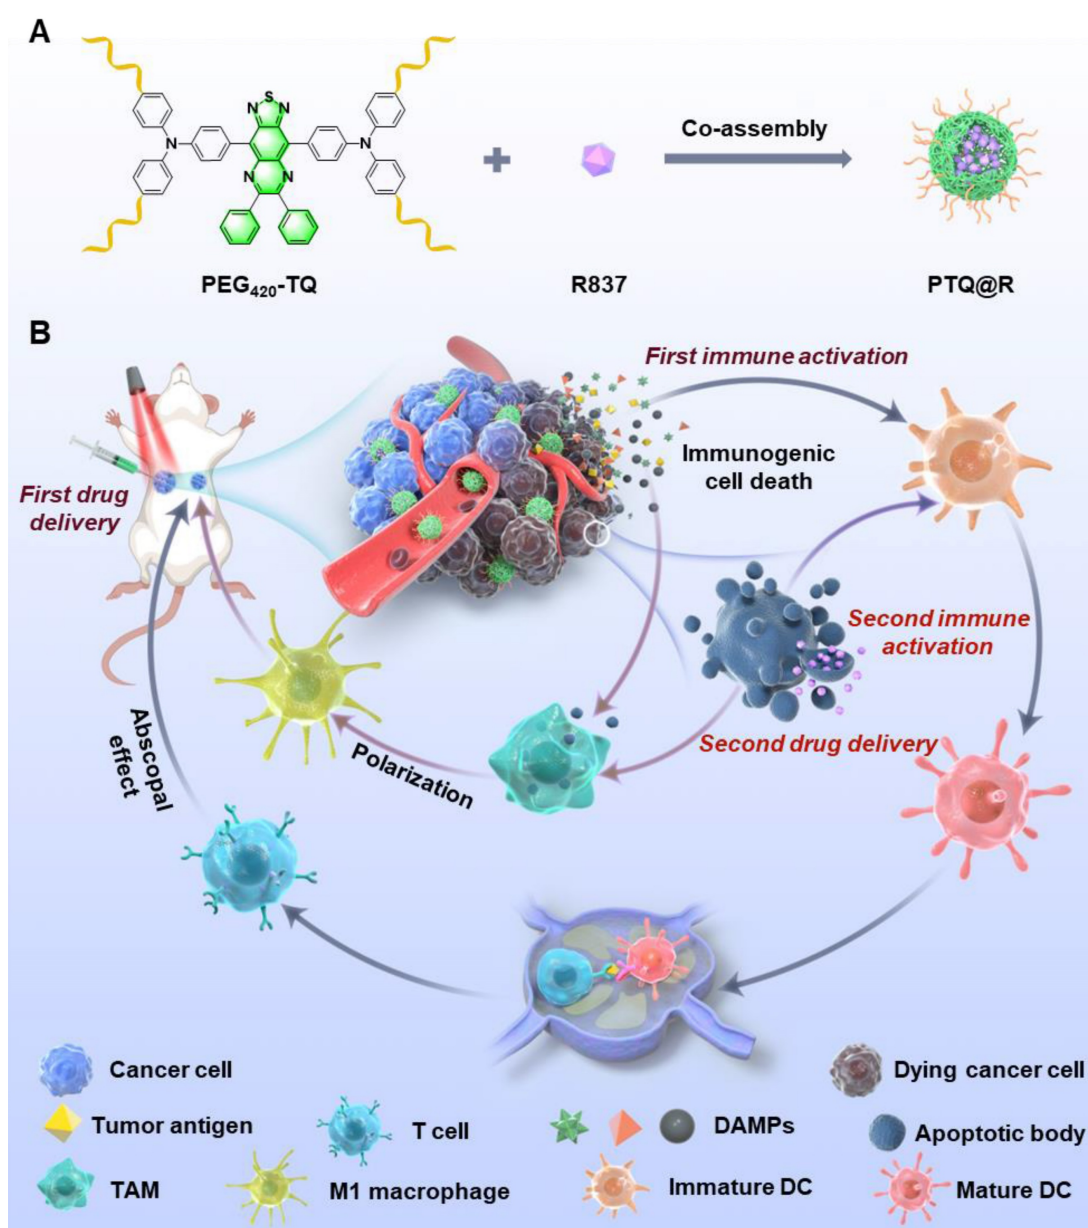 A
S
N
N
N
N
N
N
Co-assembly
PEG420-TQ
R837
PTQ@R
B
First immune activation
Immunogenic
cell death
First drug
delivery
Second immune
activation
Second drug delivery
Polarization
Abscopal
effect
Cancer cell
Dying cancer cell
Tumor antigen
T cell
DAMPs
Apoptotic body
TAM
M1 macrophage
Immature DC
Mature DC